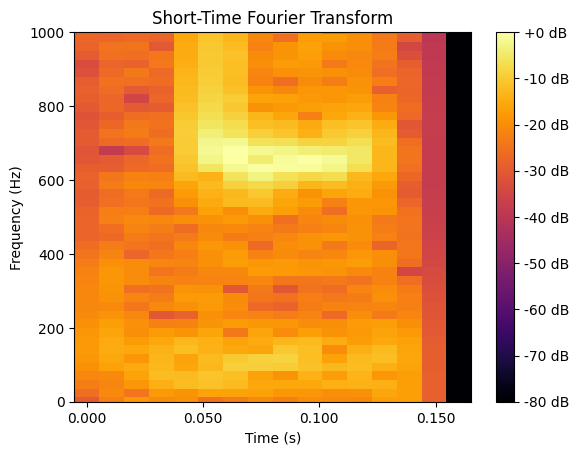 Short-Time Fourier Transform
1000
800
600
400
200
0
Frequency (Hz)
0.000
0.050
0.100
0.150
Time (s)
+0 dB
-10 dB
-20 dB
-30 dB
-40 dB
-50 dB
-60 dB
-70 dB
-80 dB